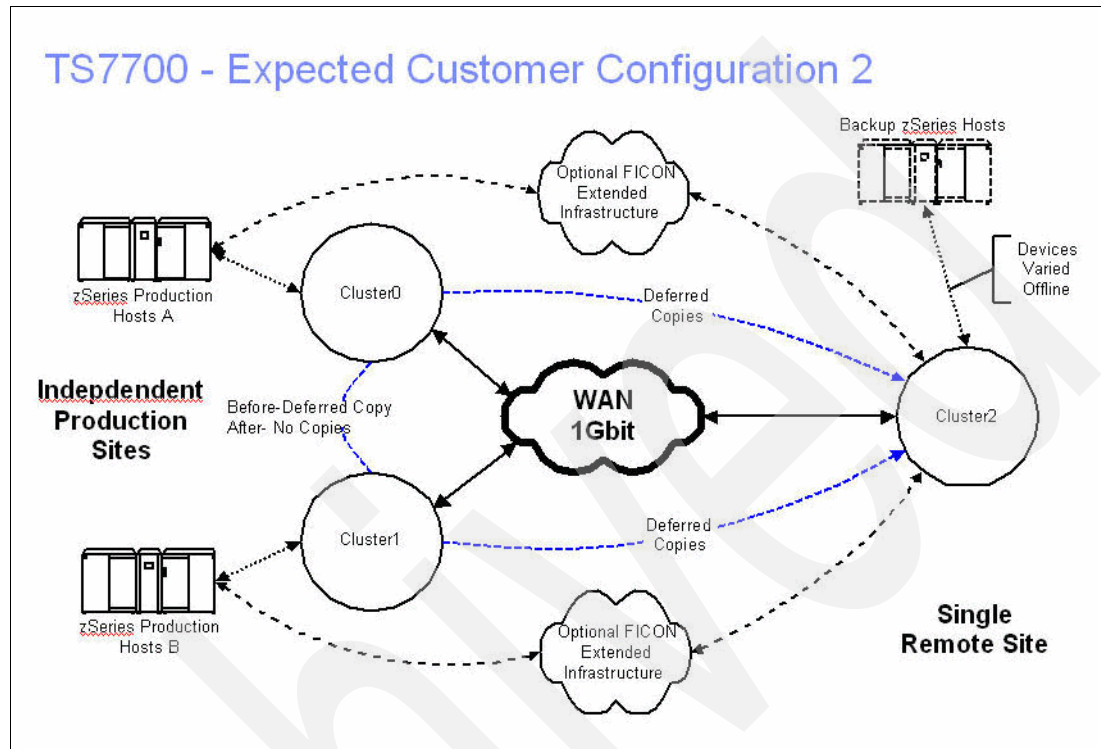 TS7700 - Expected Customer Configuration 2
Backup zSeries Hosts
Optional FICON
Extended
Infrastructure
Devices
Varied
Offline
zSeries Production
Hosts A
Cluster0
Deferred
Copies
Indepdendent
Production
Sites
Before-Deferred Copy
After- No Copies
WAN
1Gbit
Cluster2
Cluster1
Deferred
Copies
zSeries Production
Hosts B
Optional FICON
Extended
Infrastructure
Single
Remote Site